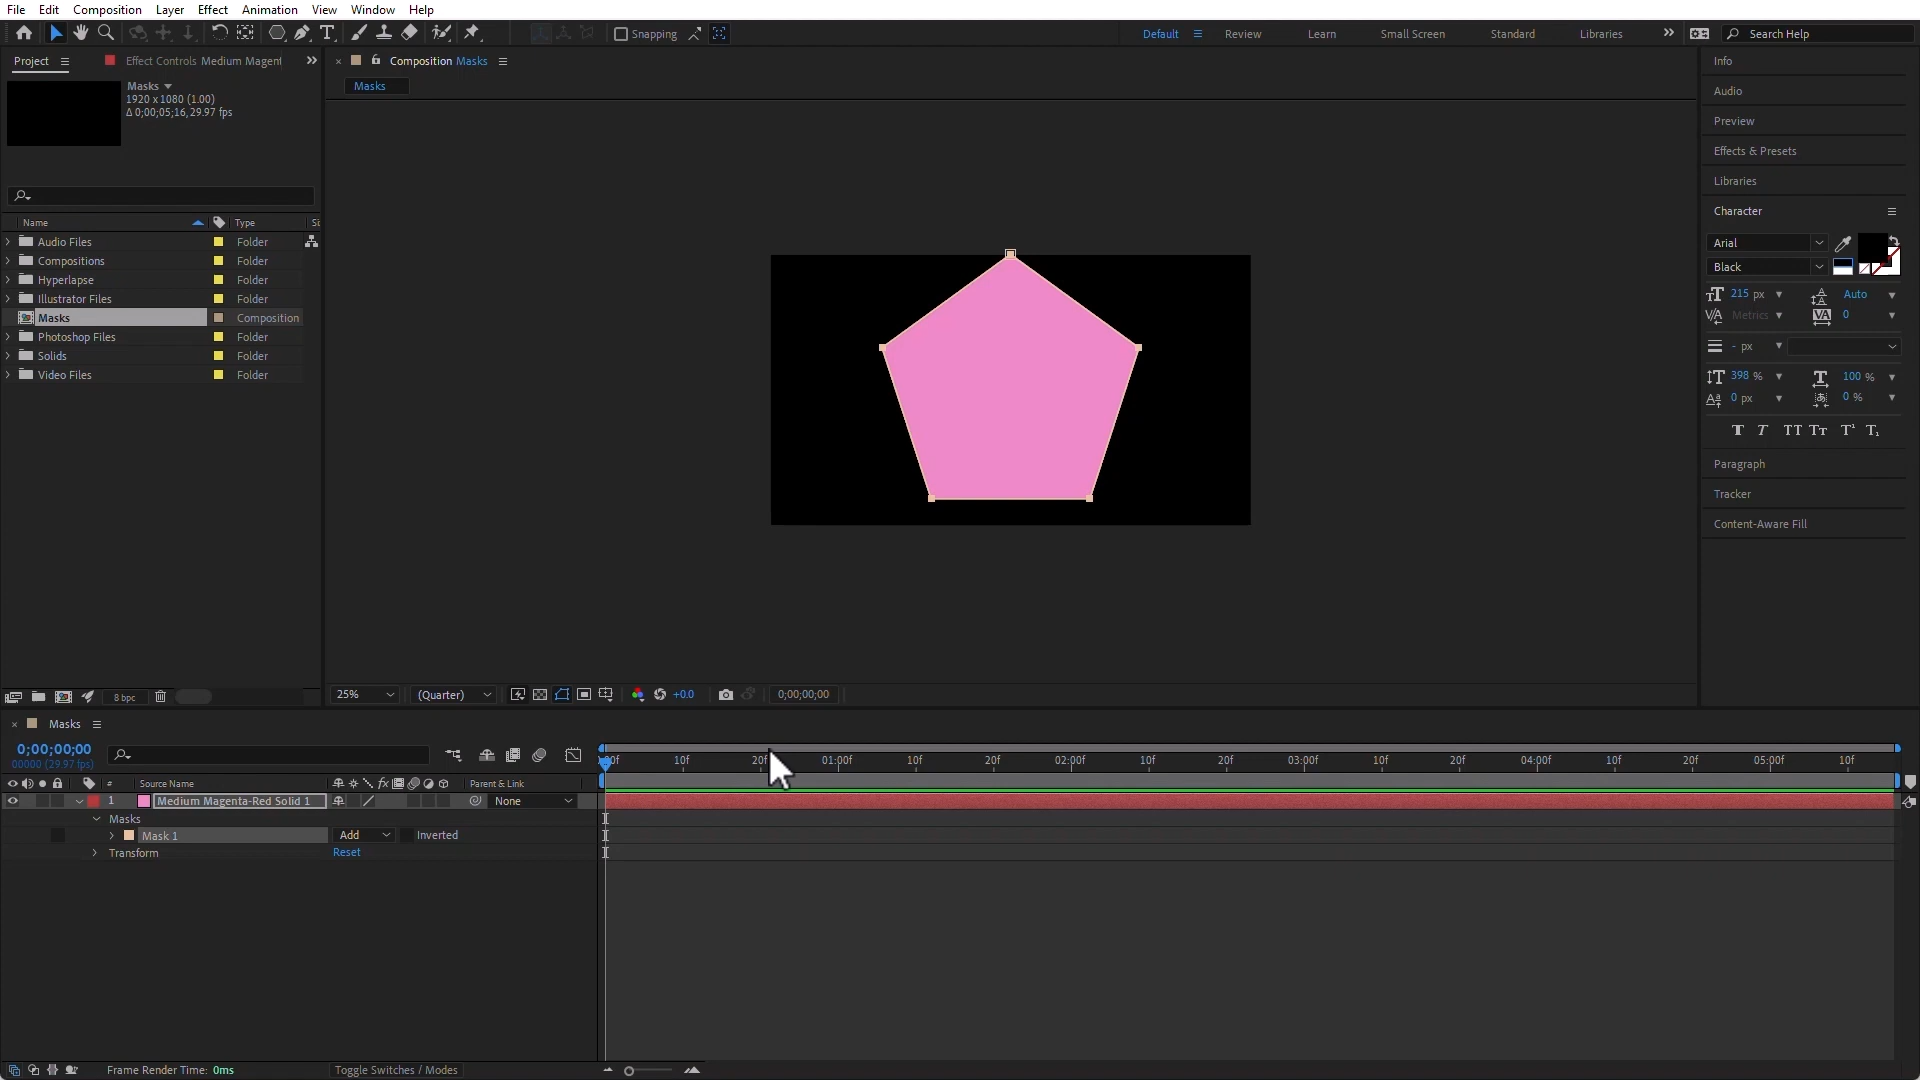 File Edit Composition Layer Effect Animation View Window Help
Snapping
Default Review Learn Small Screen Standard Libraries Search Help
Project Effect Controls Medium Magent
Composition Masks
Masks
Masks
1920 x 1080 (1.00)
Δ 0;00;05;16, 29.97 fps
Name Type Si
Audio Files Folder
Compositions Folder
Hyperlapse Folder
Illustrator Files Folder
Masks Composition
Photoshop Files Folder
Solids Folder
Video Files Folder
8 bpc
25% (Quarter) +0.0 0;00;00;00
Info
Audio
Preview
Effects & Presets
Libraries
Character
Arial
Black
215 px Auto
Metrics 0
- px
398 % 100 %
0 px 0 %
Paragraph
Tracker
Content-Aware Fill
Masks
0;00;00;00
00000 (29.97 fps)
# Source Name Parent & Link
1 Medium Magenta-Red Solid 1 None
Masks
Mask 1 Add Inverted
Transform Reset
10f 20f 01:00f 10f 20f 02:00f 10f 20f 03:00f 10f 20f 04:00f 10f 20f 05:00f 10f
Frame Render Time: 0ms Toggle Switches / Modes